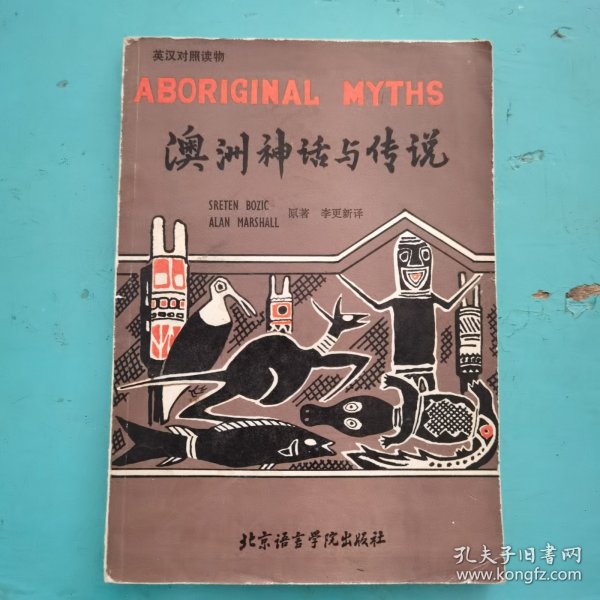 英汉对照读物
ABORIGINAL MYTHS
澳洲神话与传说
SRETEN BOZIC
ALAN MARSHALL
原著 李更新译
北京语言学院出版社
孔夫子旧书网
www.kongfz.com